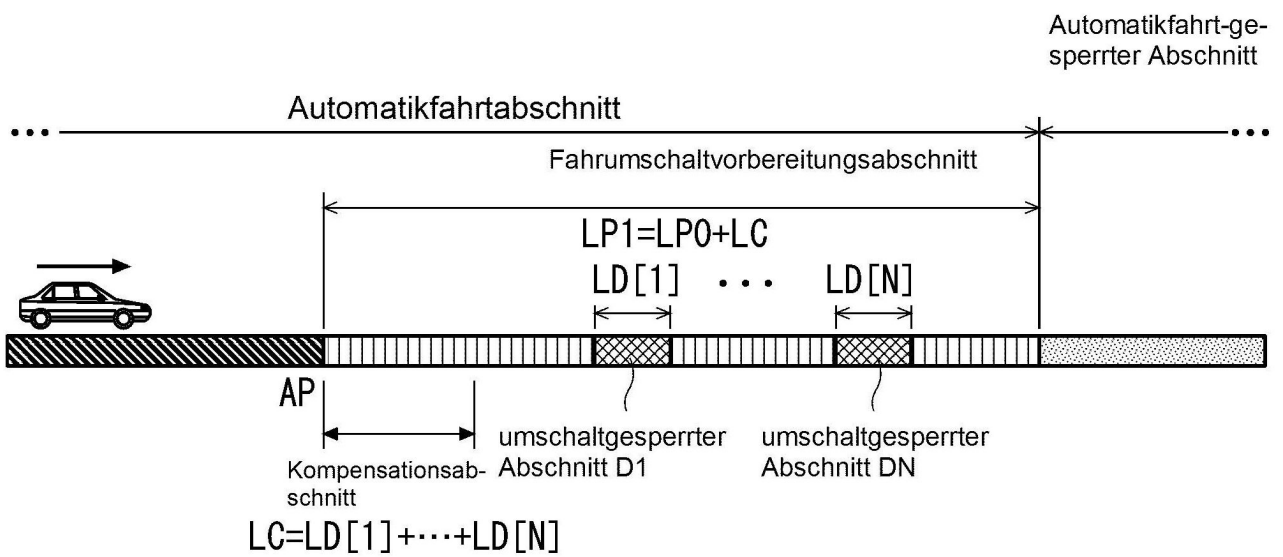 Automatikfahrt-ge-
sperrter Abschnitt
Automatikfahrtabschnitt
... ...
Fahrumschaltvorbereitungsabschnitt
LP1=LP0+LC
LD[1] ... LD[N]
AP
umschaltgesperrter
Abschnitt D1
umschaltgesperrter
Abschnitt DN
Kompensationsab-
schnitt
LC=LD[1]+···+LD[N]